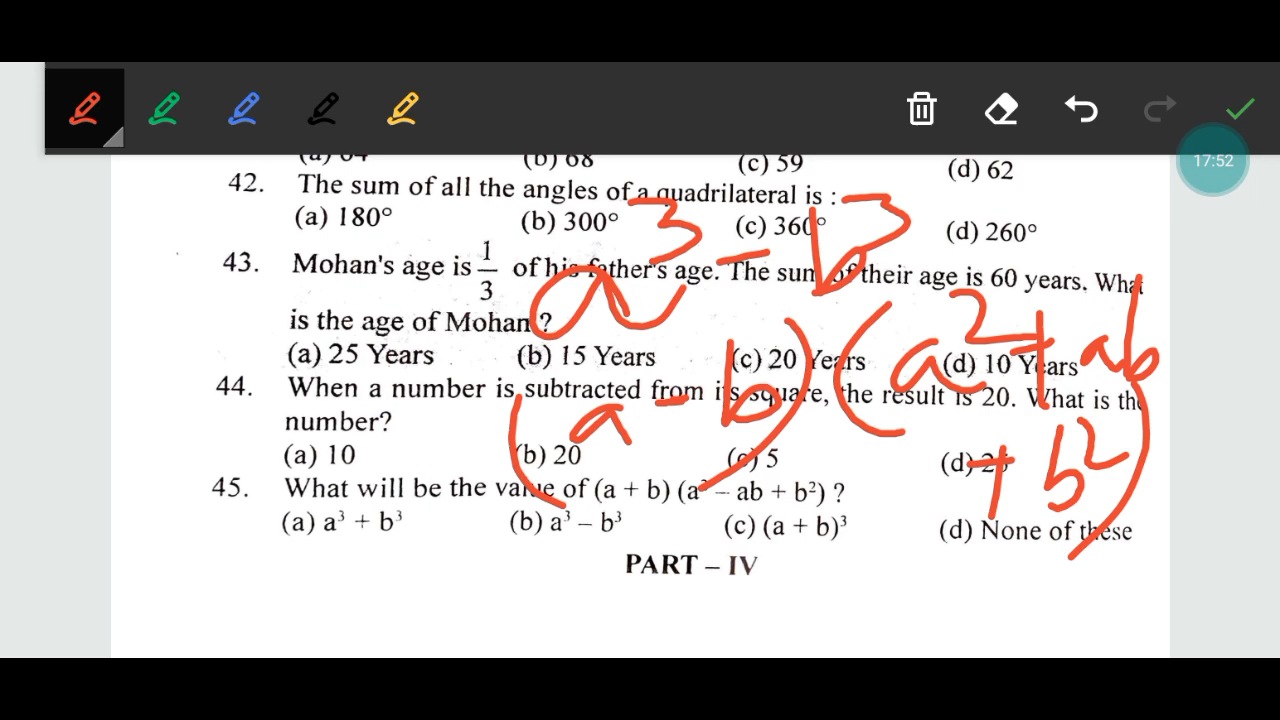 17:52
(b) 68 (c) 59 (d) 62
42. The sum of all the angles of a quadrilateral is :
(a) 180° (b) 300° (c) 360° (d) 260°
43. Mohan's age is 1/3 of his father's age. The sum of their age is 60 years. What
is the age of Mohan ?
(a) 25 Years (b) 15 Years (c) 20 Years (d) 10 Years
44. When a number is subtracted from its square, the result is 20. What is the
number?
(a) 10 (b) 20 (c) 5 (d)
45. What will be the value of (a + b) (a² – ab + b²) ?
(a) a³ + b³ (b) a³ – b³ (c) (a + b)³ (d) None of these
PART – IV
a³ – b³
(a – b) (a² + ab
+ b²)